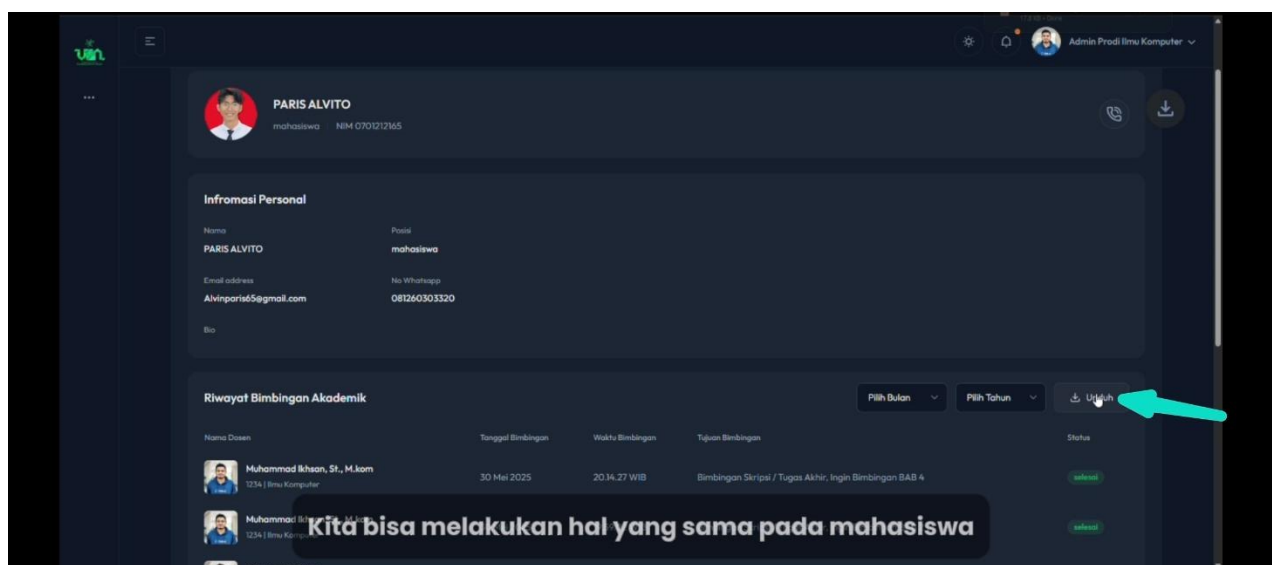 Admin Prodi Ilmu Komputer
PARIS ALVITO
mahasiswa NIM 0701212165
Infromasi Personal
Nama Posisi
PARIS ALVITO mahasiswa
Email address No Whatsapp
Alvinparis65@gmail.com 081260303320
Bio
Riwayat Bimbingan Akademik Pilih Bulan Pilih Tahun Unduh
Nama Dosen Tanggal Bimbingan Waktu Bimbingan Tujuan Bimbingan Status
Muhammad Ikhsan, St., M.kom
1234 | Ilmu Komputer 30 Mei 2025 20.14.27 WIB Bimbingan Skripsi / Tugas Akhir, Ingin Bimbingan BAB 4 selesai
Muhammad selesai
1234 | Ilmu
Kita bisa melakukan hal yang sama pada mahasiswa